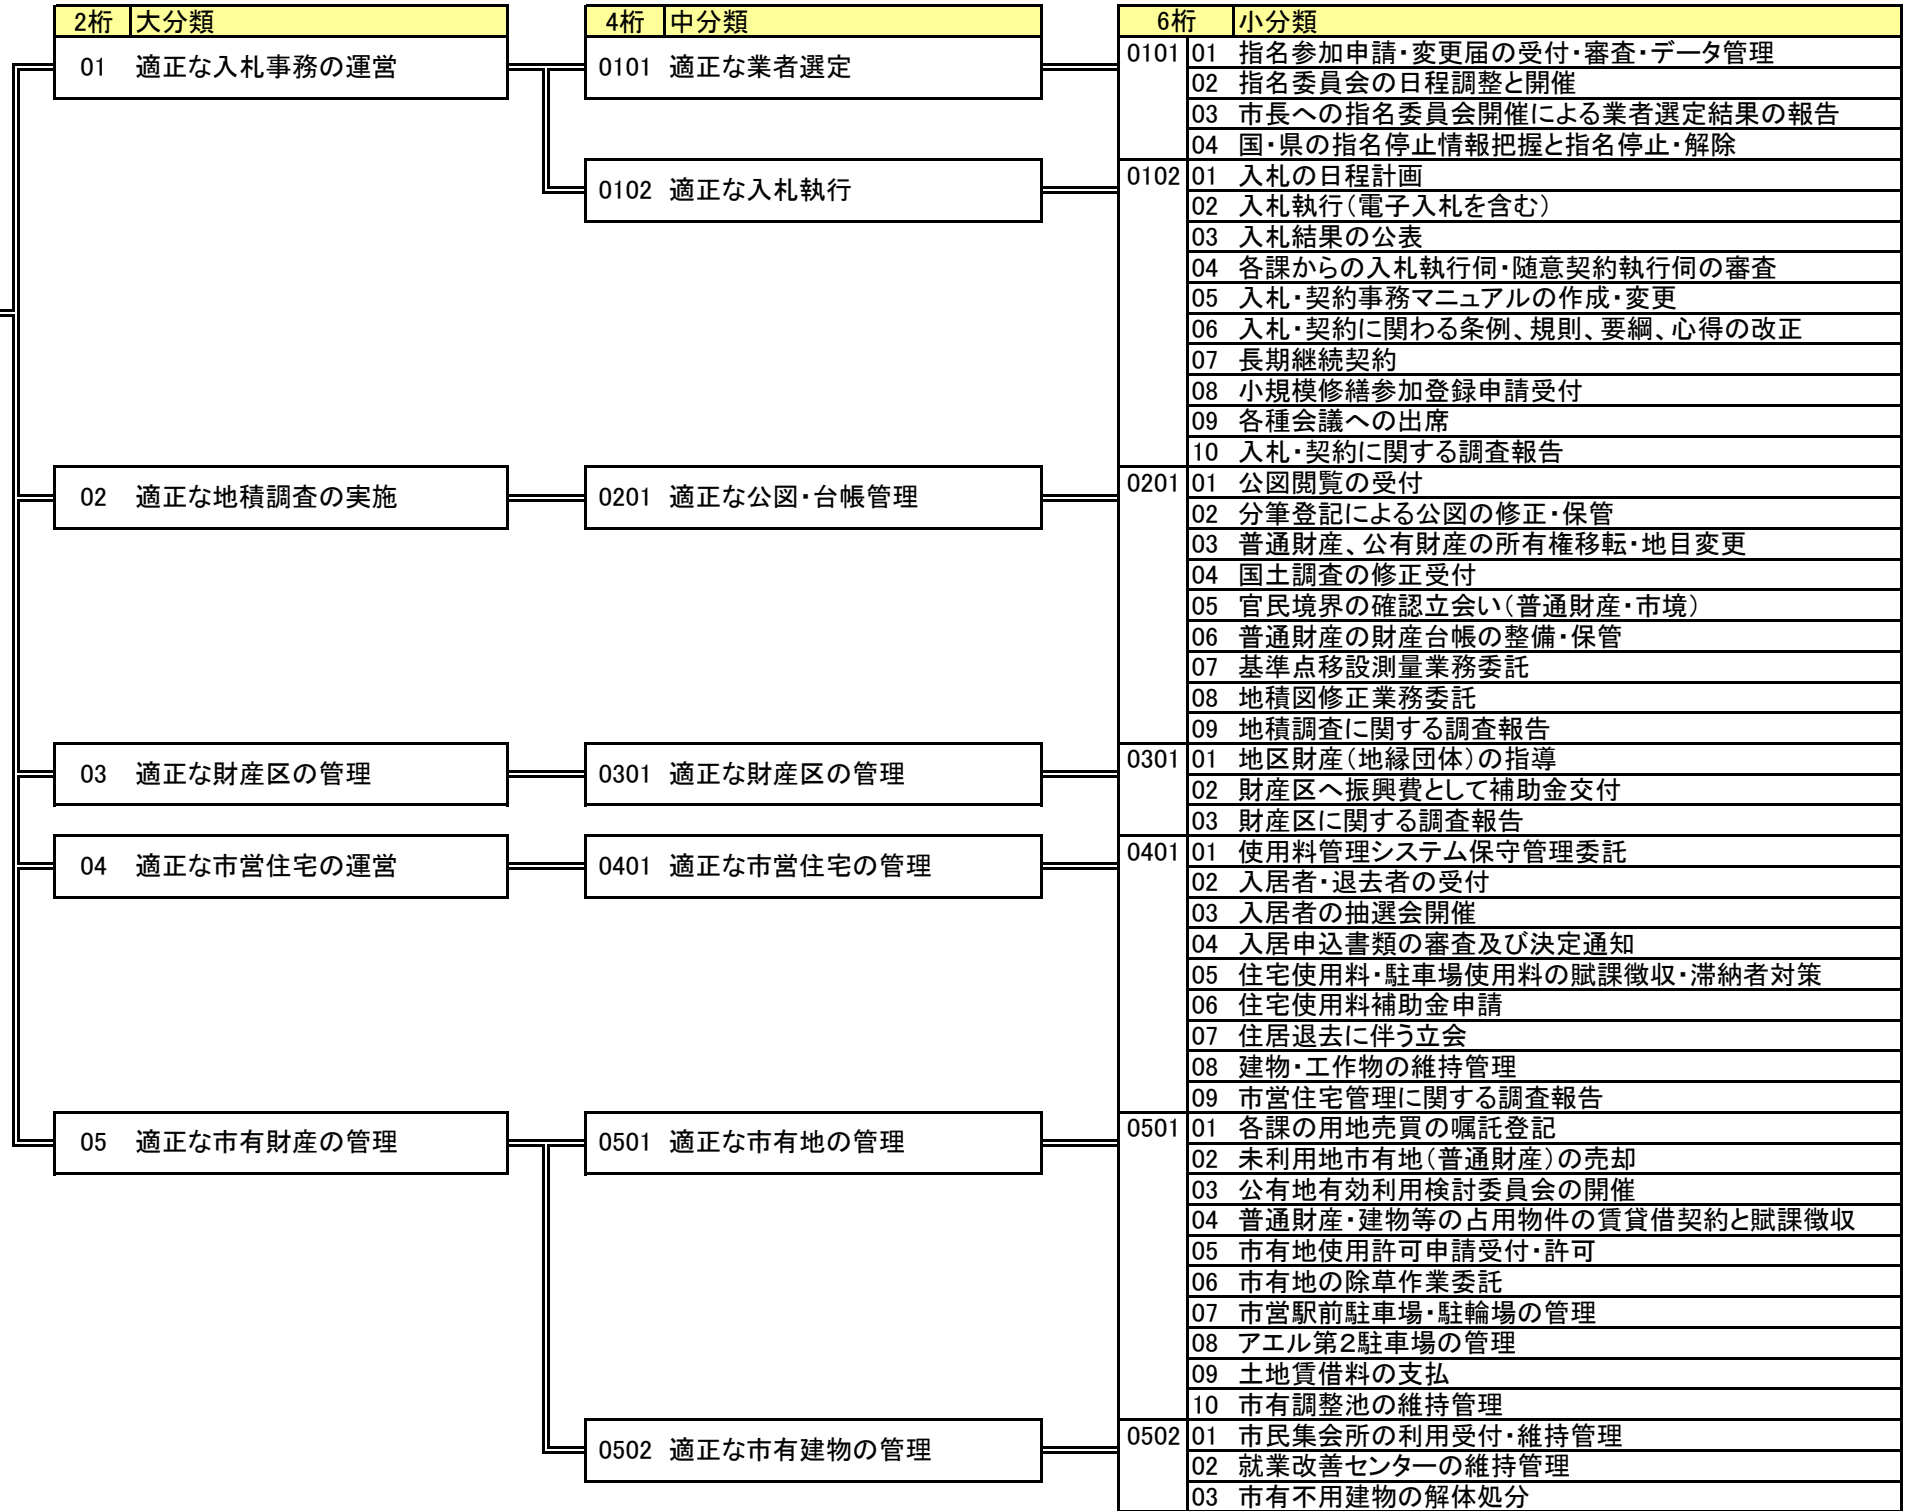 2桁 大分類 4桁 中分類 6桁 小分類
01 適正な入札事務の運営 0101 適正な業者選定 0101 01 指名参加申請・変更届の受付・審査・データ管理
02 指名委員会の日程調整と開催
03 市長への指名委員会開催による業者選定結果の報告
04 国・県の指名停止情報把握と指名停止・解除
0102 適正な入札執行 0102 01 入札の日程計画
02 入札執行（電子入札を含む）
03 入札結果の公表
04 各課からの入札執行伺・随意契約執行伺の審査
05 入札・契約事務マニュアルの作成・変更
06 入札・契約に関わる条例、規則、要綱、心得の改正
07 長期継続契約
08 小規模修繕参加登録申請受付
09 各種会議への出席
10 入札・契約に関する調査報告
02 適正な地積調査の実施 0201 適正な公図・台帳管理 0201 01 公図閲覧の受付
02 分筆登記による公図の修正・保管
03 普通財産、公有財産の所有権移転・地目変更
04 国土調査の修正受付
05 官民境界の確認立会い（普通財産・市境）
06 普通財産の財産台帳の整備・保管
07 基準点移設測量業務委託
08 地積図修正業務委託
09 地積調査に関する調査報告
03 適正な財産区の管理 0301 適正な財産区の管理 0301 01 地区財産（地縁団体）の指導
02 財産区へ振興費として補助金交付
03 財産区に関する調査報告
04 適正な市営住宅の運営 0401 適正な市営住宅の管理 0401 01 使用料管理システム保守管理委託
02 入居者・退去者の受付
03 入居者の抽選会開催
04 入居申込書類の審査及び決定通知
05 住宅使用料・駐車場使用料の賦課徴収・滞納者対策
06 住宅使用料補助金申請
07 住居退去に伴う立会
08 建物・工作物の維持管理
09 市営住宅管理に関する調査報告
05 適正な市有財産の管理 0501 適正な市有地の管理 0501 01 各課の用地売買の嘱託登記
02 未利用地市有地（普通財産）の売却
03 公有地有効利用検討委員会の開催
04 普通財産・建物等の占用物件の賃貸借契約と賦課徴収
05 市有地使用許可申請受付・許可
06 市有地の除草作業委託
07 市営駅前駐車場・駐輪場の管理
08 アエル第２駐車場の管理
09 土地賃借料の支払
10 市有調整池の維持管理
0502 適正な市有建物の管理 0502 01 市民集会所の利用受付・維持管理
02 就業改善センターの維持管理
03 市有不用建物の解体処分